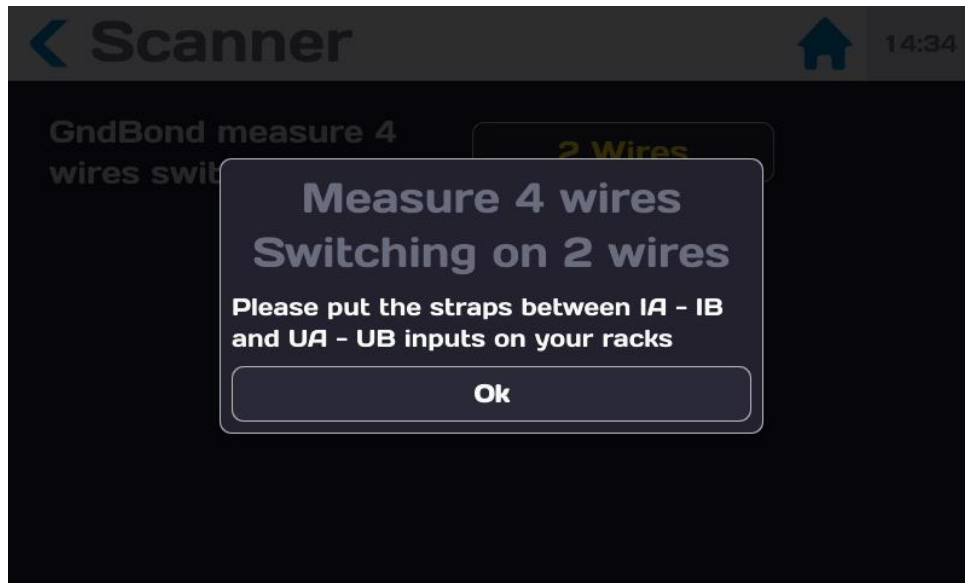 Scanner
14:34
GndBond measure 4
2 Wires
wires swit
Measure 4 wires
Switching on 2 wires
Please put the straps between IA - IB
and UA - UB inputs on your racks
Ok